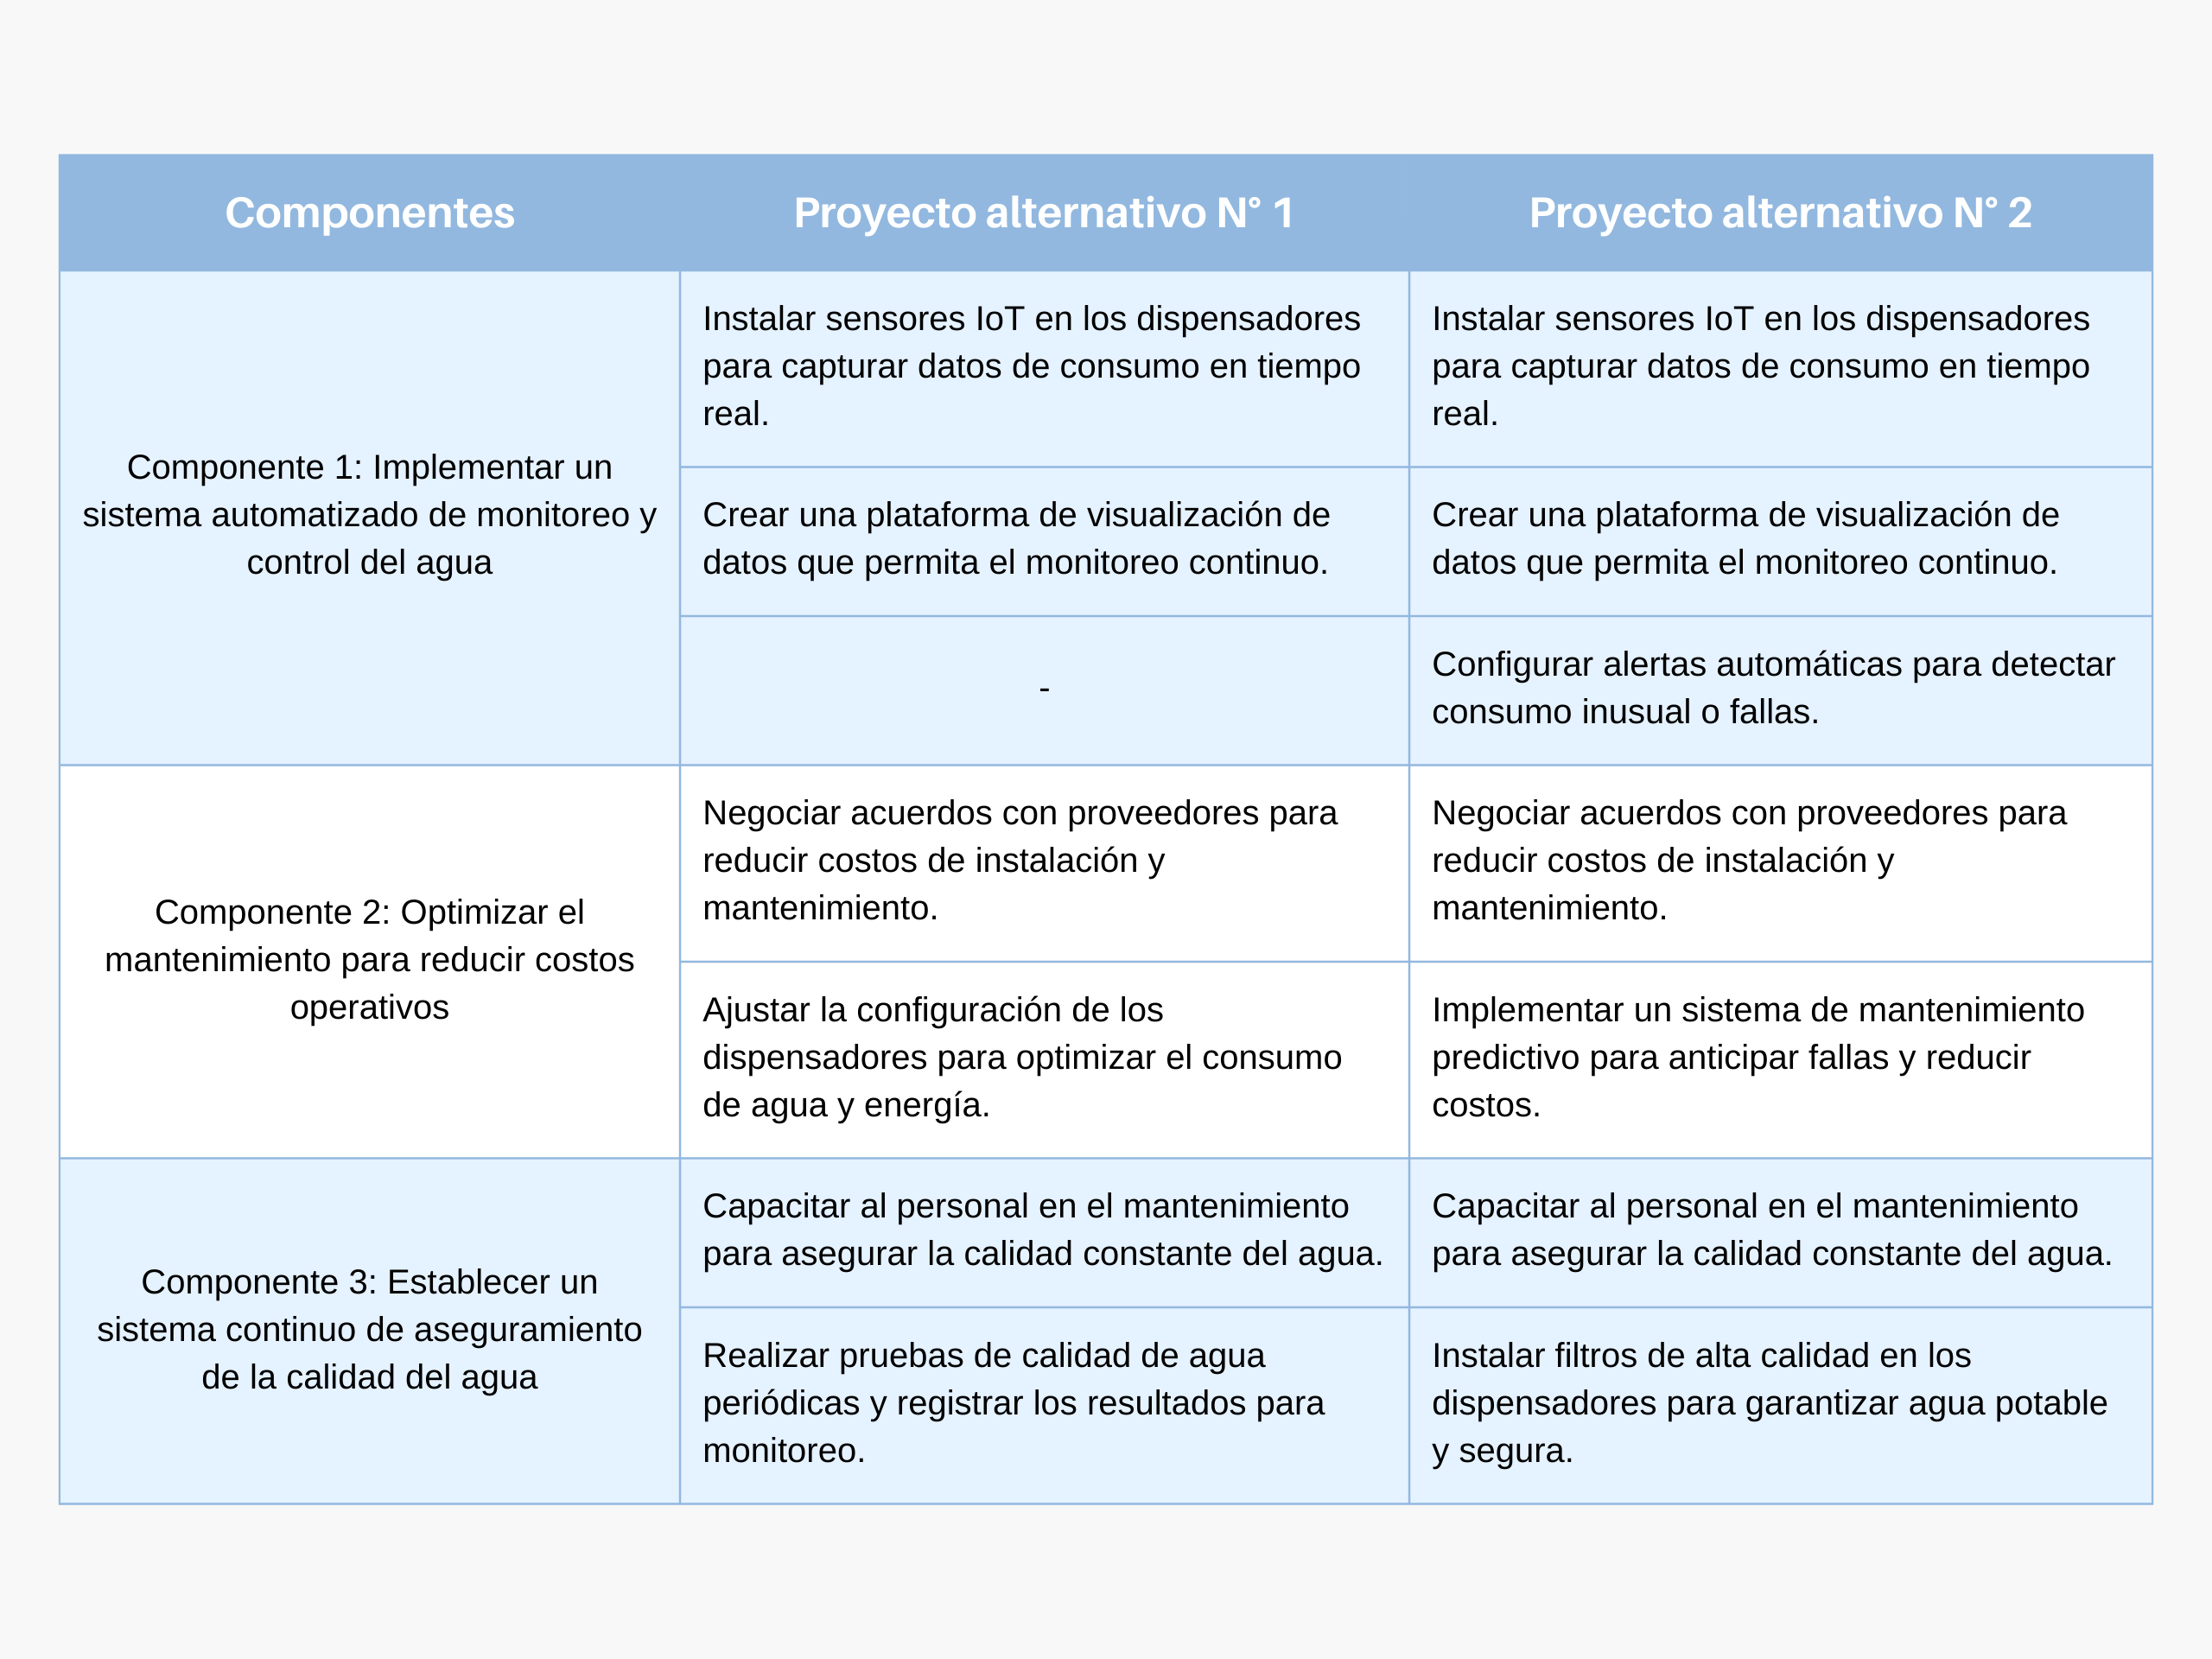 Componentes
Proyecto alternativo N° 1
Proyecto alternativo N° 2
Componente 1: Implementar un
sistema automatizado de monitoreo y
control del agua
Instalar sensores IoT en los dispensadores
para capturar datos de consumo en tiempo
real.
Instalar sensores IoT en los dispensadores
para capturar datos de consumo en tiempo
real.
Crear una plataforma de visualización de
datos que permita el monitoreo continuo.
Crear una plataforma de visualización de
datos que permita el monitoreo continuo.
-
Configurar alertas automáticas para detectar
consumo inusual o fallas.
Componente 2: Optimizar el
mantenimiento para reducir costos
operativos
Negociar acuerdos con proveedores para
reducir costos de instalación y
mantenimiento.
Negociar acuerdos con proveedores para
reducir costos de instalación y
mantenimiento.
Ajustar la configuración de los
dispensadores para optimizar el consumo
de agua y energía.
Implementar un sistema de mantenimiento
predictivo para anticipar fallas y reducir
costos.
Componente 3: Establecer un
sistema continuo de aseguramiento
de la calidad del agua
Capacitar al personal en el mantenimiento
para asegurar la calidad constante del agua.
Capacitar al personal en el mantenimiento
para asegurar la calidad constante del agua.
Realizar pruebas de calidad de agua
periódicas y registrar los resultados para
monitoreo.
Instalar filtros de alta calidad en los
dispensadores para garantizar agua potable
y segura.